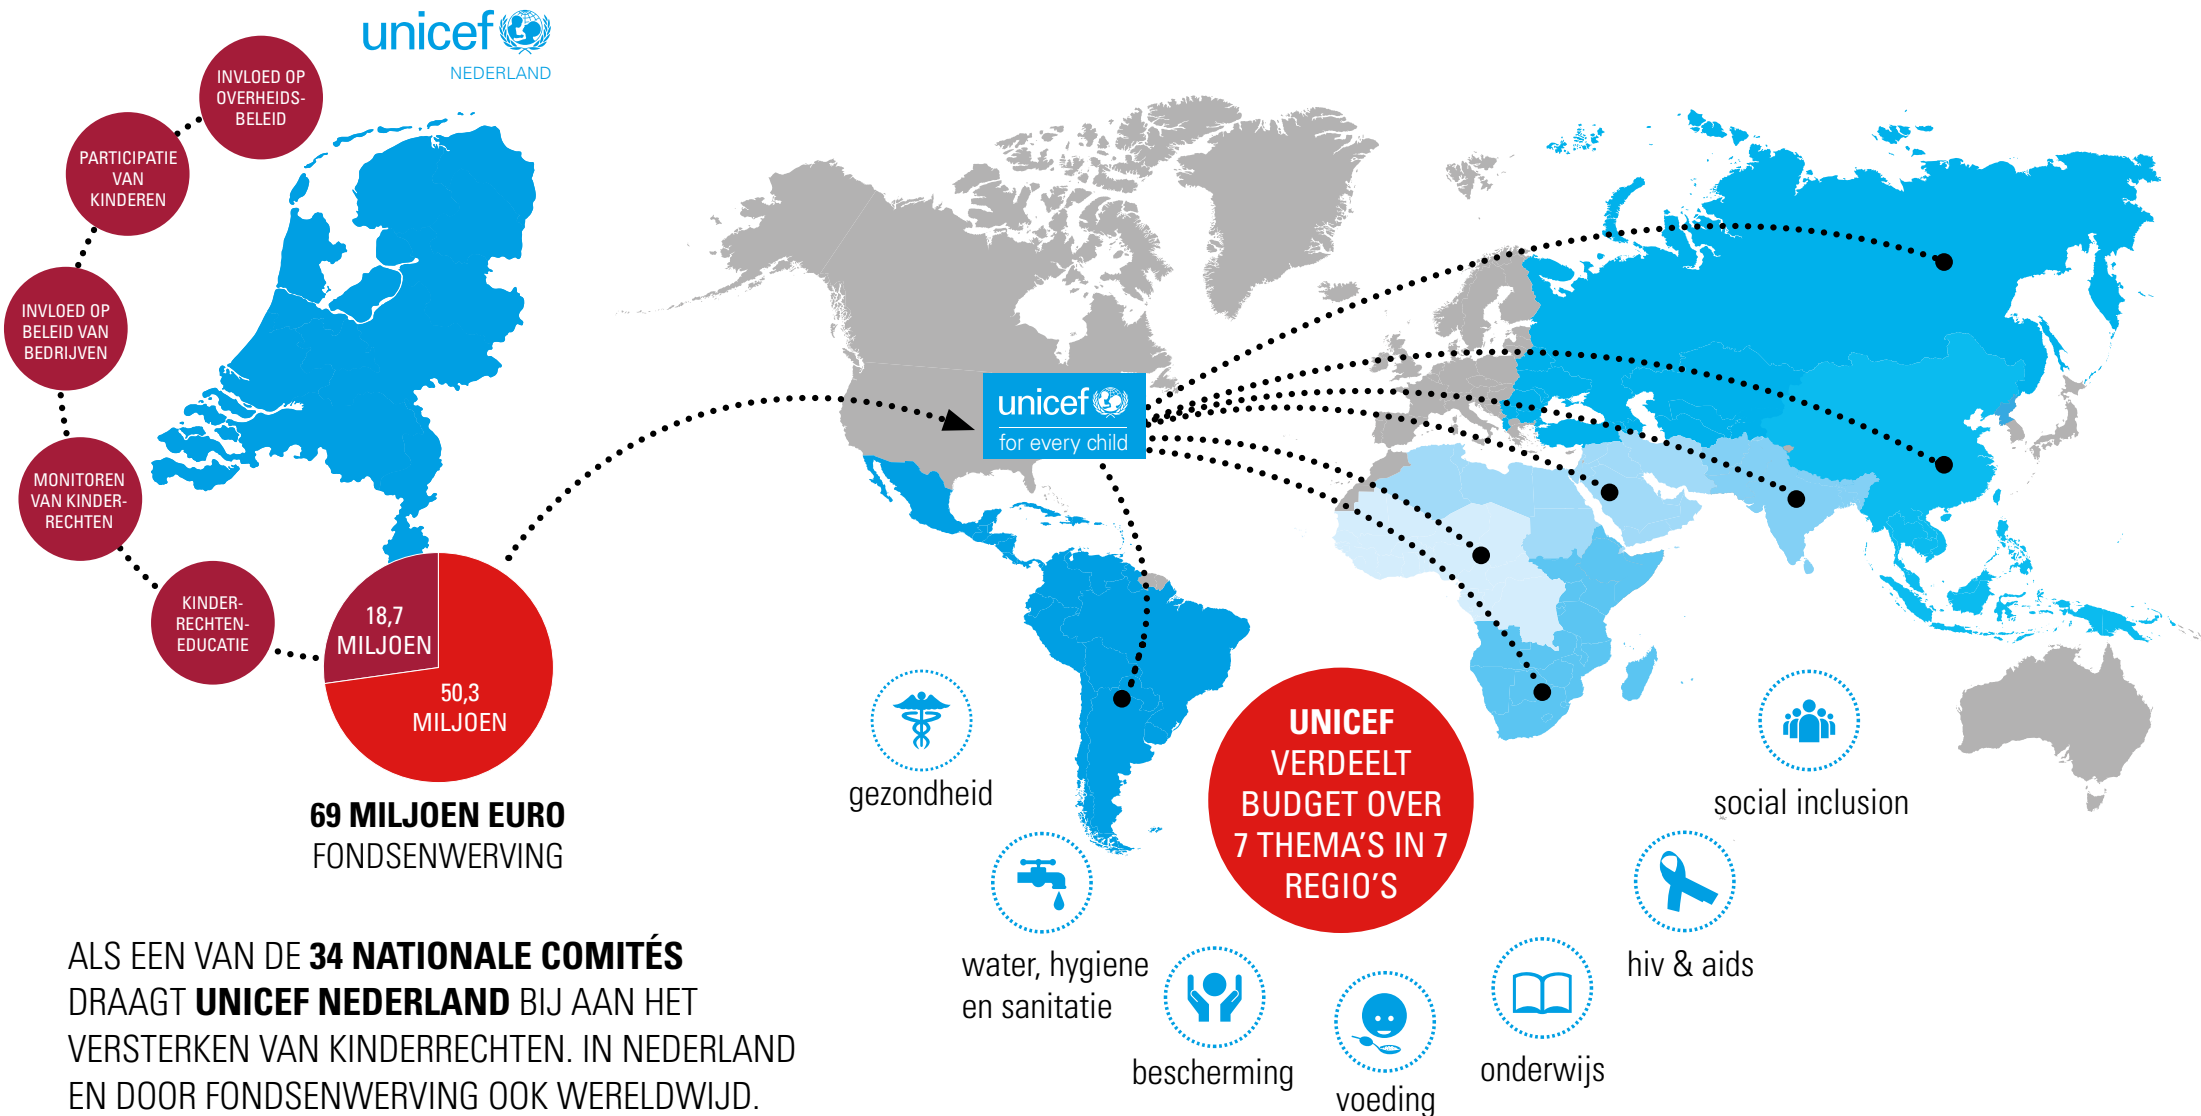 unicef
NEDERLAND
INVLOED OP
OVERHEIDS-
BELEID
PARTICIPATIE
VAN
KINDEREN
INVLOED OP
BELEID VAN
BEDRIJVEN
MONITOREN
VAN KINDER-
RECHTEN
KINDER-
RECHTEN-
EDUCATIE
18,7
MILJOEN
50,3
MILJOEN
69 MILJOEN EURO
FONDSENWERVING
ALS EEN VAN DE 34 NATIONALE COMITÉS
DRAAGT UNICEF NEDERLAND BIJ AAN HET
VERSTERKEN VAN KINDERRECHTEN. IN NEDERLAND
EN DOOR FONDSENWERVING OOK WERELDWIJD.
unicef
for every child
UNICEF
VERDEELT
BUDGET OVER
7 THEMA'S IN 7
REGIO'S
gezondheid
water, hygiene
en sanitatie
bescherming
voeding
onderwijs
hiv & aids
social inclusion